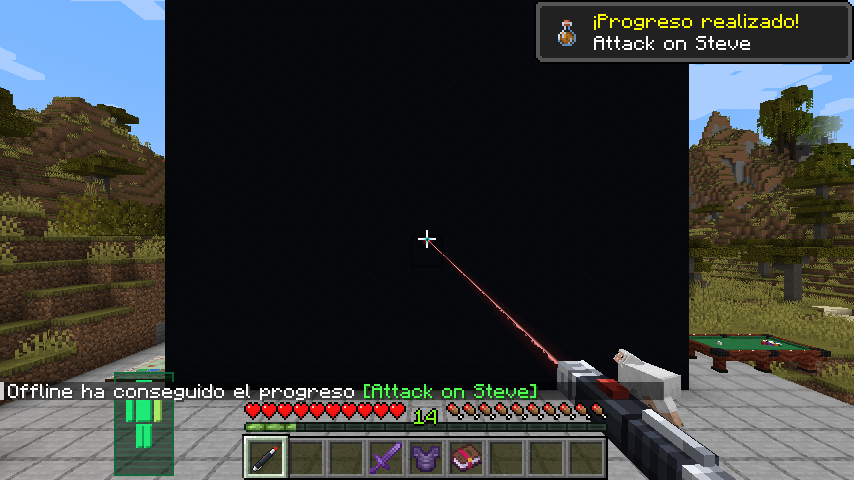 ¡Progreso realizado!
Attack on Steve
Offline ha conseguido el progreso [Attack on Steve]
14